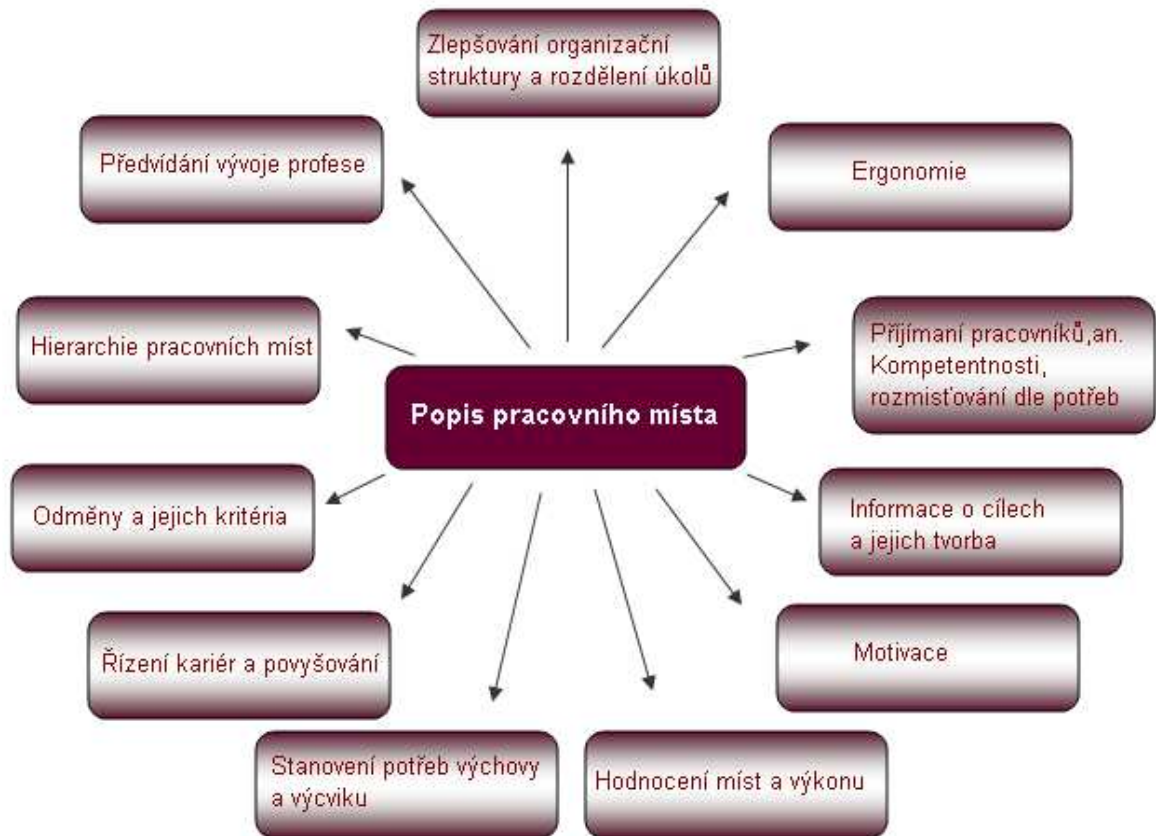 Zlepšování organizační
struktury a rozdělení úkolů
Předvídání vývoje profese
Ergonomie
Hierarchie pracovních míst
Přijímaní pracovníků,an.
Kompetentnosti,
rozmisťování dle potřeb
Popis pracovního místa
Odměny a jejich kritéria
Informace o cílech
a jejich tvorba
Řízení kariér a povyšování
Motivace
Stanovení potřeb výchovy
a výcviku
Hodnocení míst a výkonu